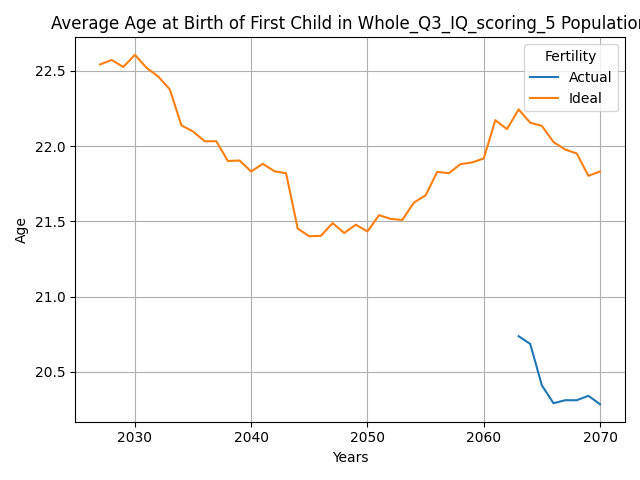 Average Age at Birth of First Child in Whole_Q3_IQ_scoring_5 Population
Fertility
Actual
Ideal
22.5
22.0
21.5
21.0
20.5
Age
2030 2040 2050 2060 2070
Years